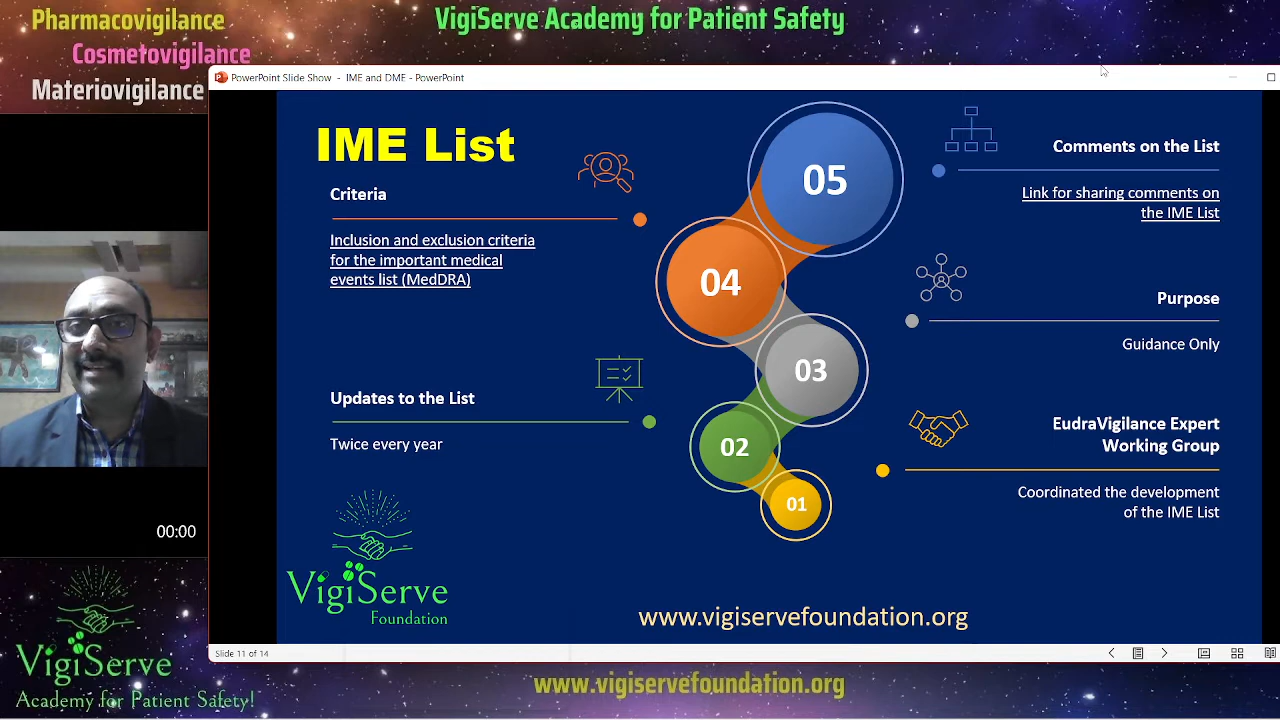 Pharmacovigilance
Cosmetovigilance
Materiovigilance
VigiServe Academy for Patient Safety
PowerPoint Slide Show - IME and DME - PowerPoint
IME List
Criteria
Inclusion and exclusion criteria
for the important medical
events list (MedDRA)
Updates to the List
Twice every year
05
04
03
02
01
Comments on the List
Link for sharing comments on
the IME List
Purpose
Guidance Only
EudraVigilance Expert
Working Group
Coordinated the development
of the IME List
VigiServe
Foundation
www.vigiservefoundation.org
00:00
Slide 11 of 14
VigiServe
Academy for Patient Safety!
www.vigiservefoundation.org